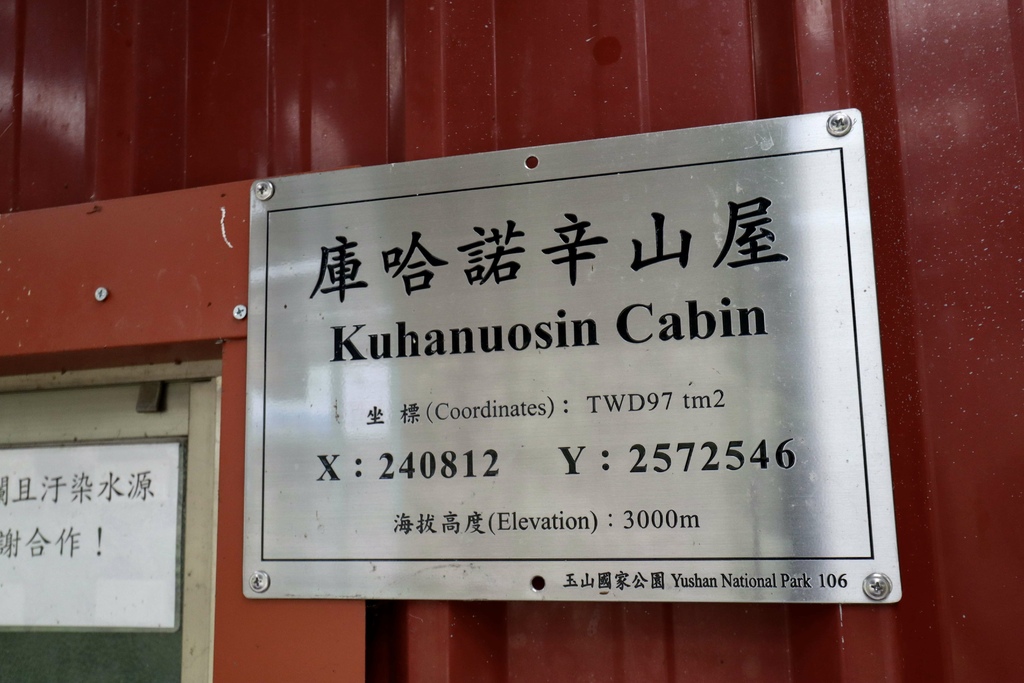 庫哈諾辛山屋
Kuhanuosin Cabin
坐 標(Coordinates)： TWD97 tm2
X：240812 Y：2572546
海拔高度(Elevation)：3000m
玉山國家公園 Yushan National Park 106
且汙染水源
謝合作！